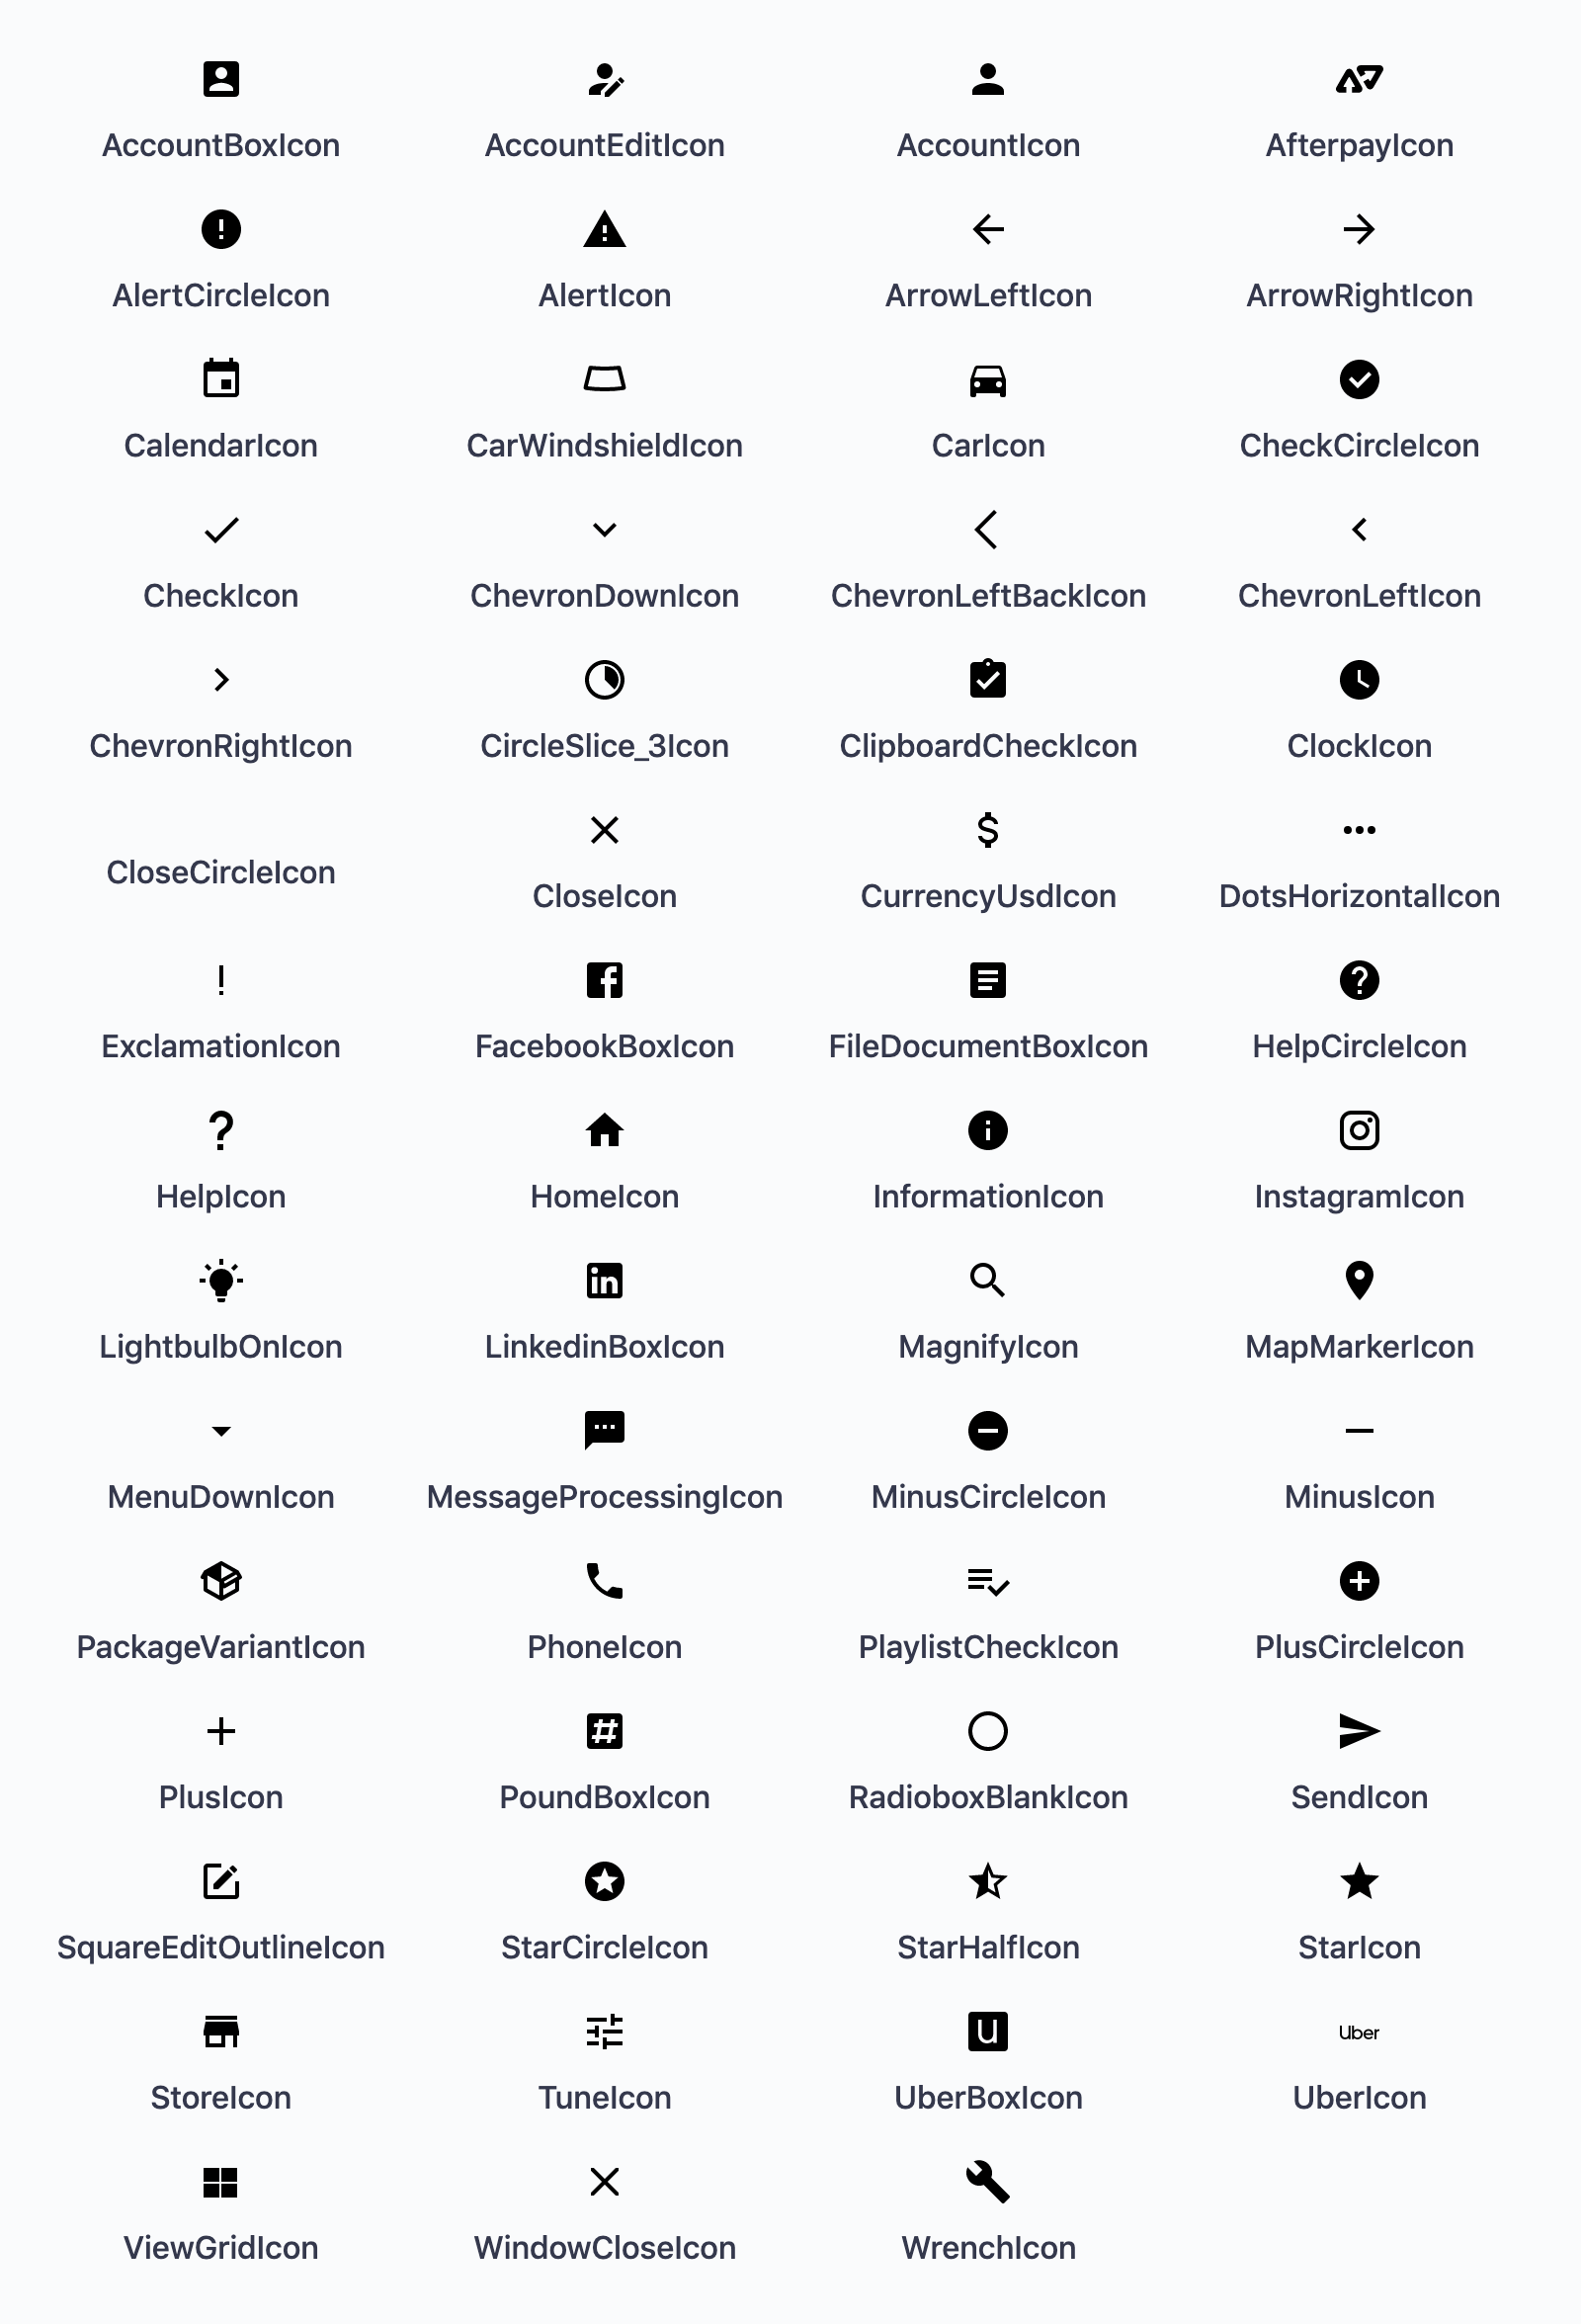 AccountBoxIcon AccountEditIcon AccountIcon AfterpayIcon
AlertCircleIcon AlertIcon ArrowLeftIcon ArrowRightIcon
CalendarIcon CarWindshieldIcon CarIcon CheckCircleIcon
CheckIcon ChevronDownIcon ChevronLeftBackIcon ChevronLeftIcon
ChevronRightIcon CircleSlice_3Icon ClipboardCheckIcon ClockIcon
CloseCircleIcon CloseIcon CurrencyUsdIcon DotsHorizontalIcon
ExclamationIcon FacebookBoxIcon FileDocumentBoxIcon HelpCircleIcon
HelpIcon HomeIcon InformationIcon InstagramIcon
LightbulbOnIcon LinkedinBoxIcon MagnifyIcon MapMarkerIcon
MenuDownIcon MessageProcessingIcon MinusCircleIcon MinusIcon
PackageVariantIcon PhoneIcon PlaylistCheckIcon PlusCircleIcon
PlusIcon PoundBoxIcon RadioboxBlankIcon SendIcon
SquareEditOutlineIcon StarCircleIcon StarHalfIcon StarIcon
U Uber
StoreIcon TuneIcon UberBoxIcon UberIcon
ViewGridIcon WindowCloseIcon WrenchIcon